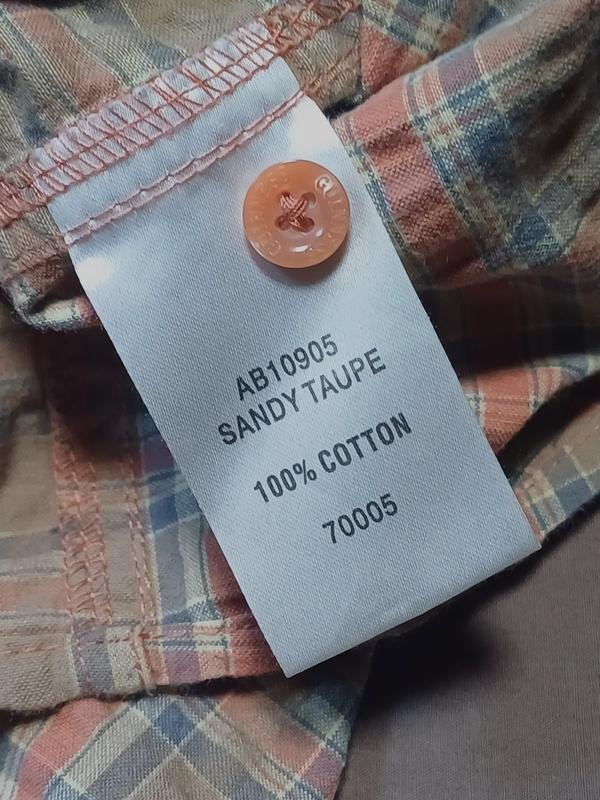 AB10905
SANDY TAUPE
100% COTTON
70005